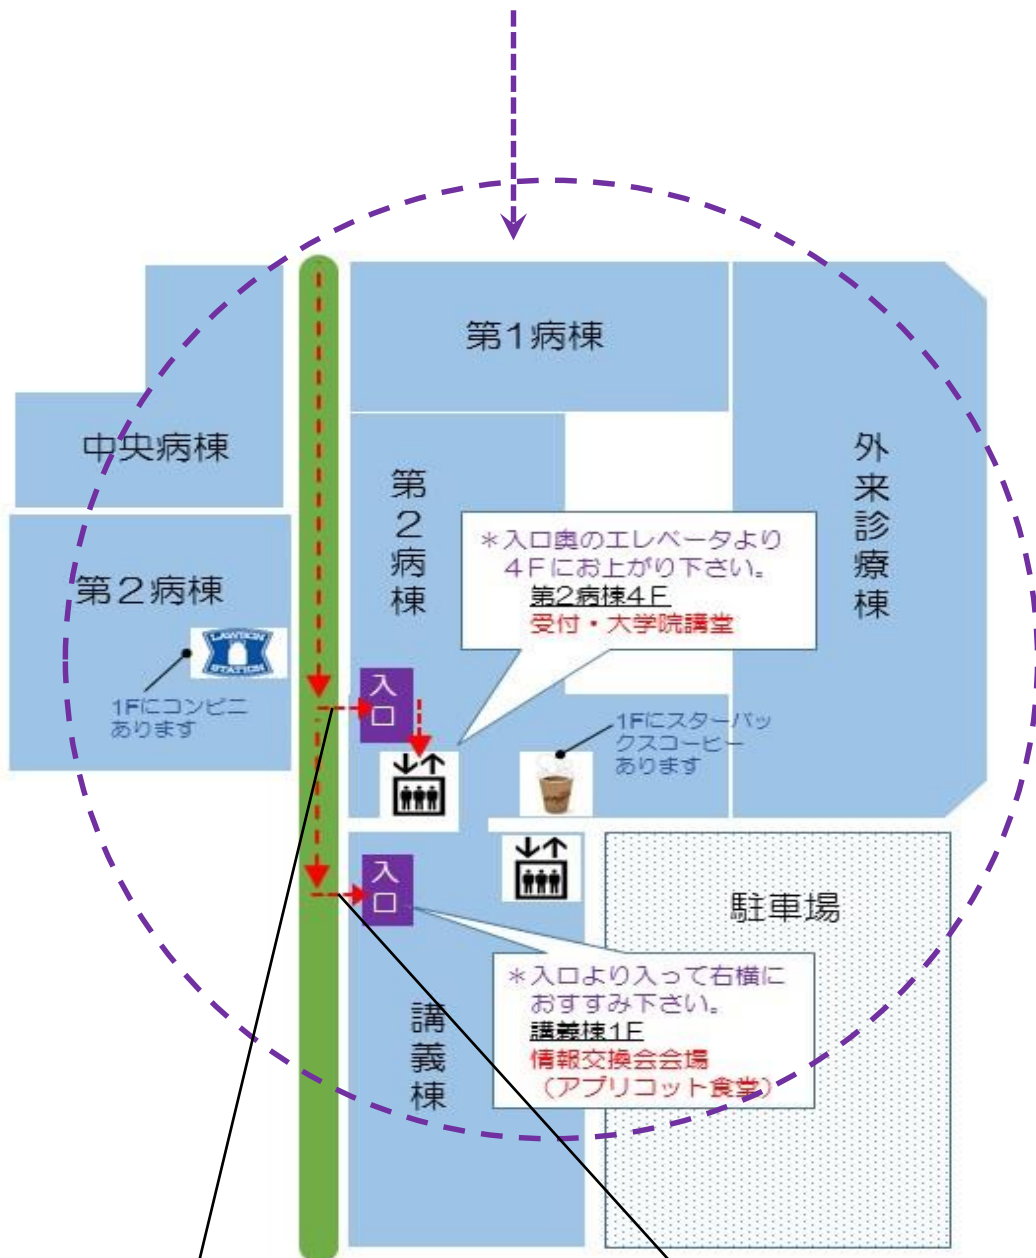 第1病棟
中央病棟
第2病棟
外来診療棟
*入口奥のエレベータより
4Fにお上がり下さい。
第2病棟4F
受付・大学院講堂
第2病棟
LAWSON
STATION
1Fにコンビニ
あります
入口
1Fにスターバッ
クスコーヒー
あります
入口
駐車場
*入口より入って右横に
おすすみ下さい。
講義棟1F
情報交換会会場
(アプリコット食堂)
講義棟